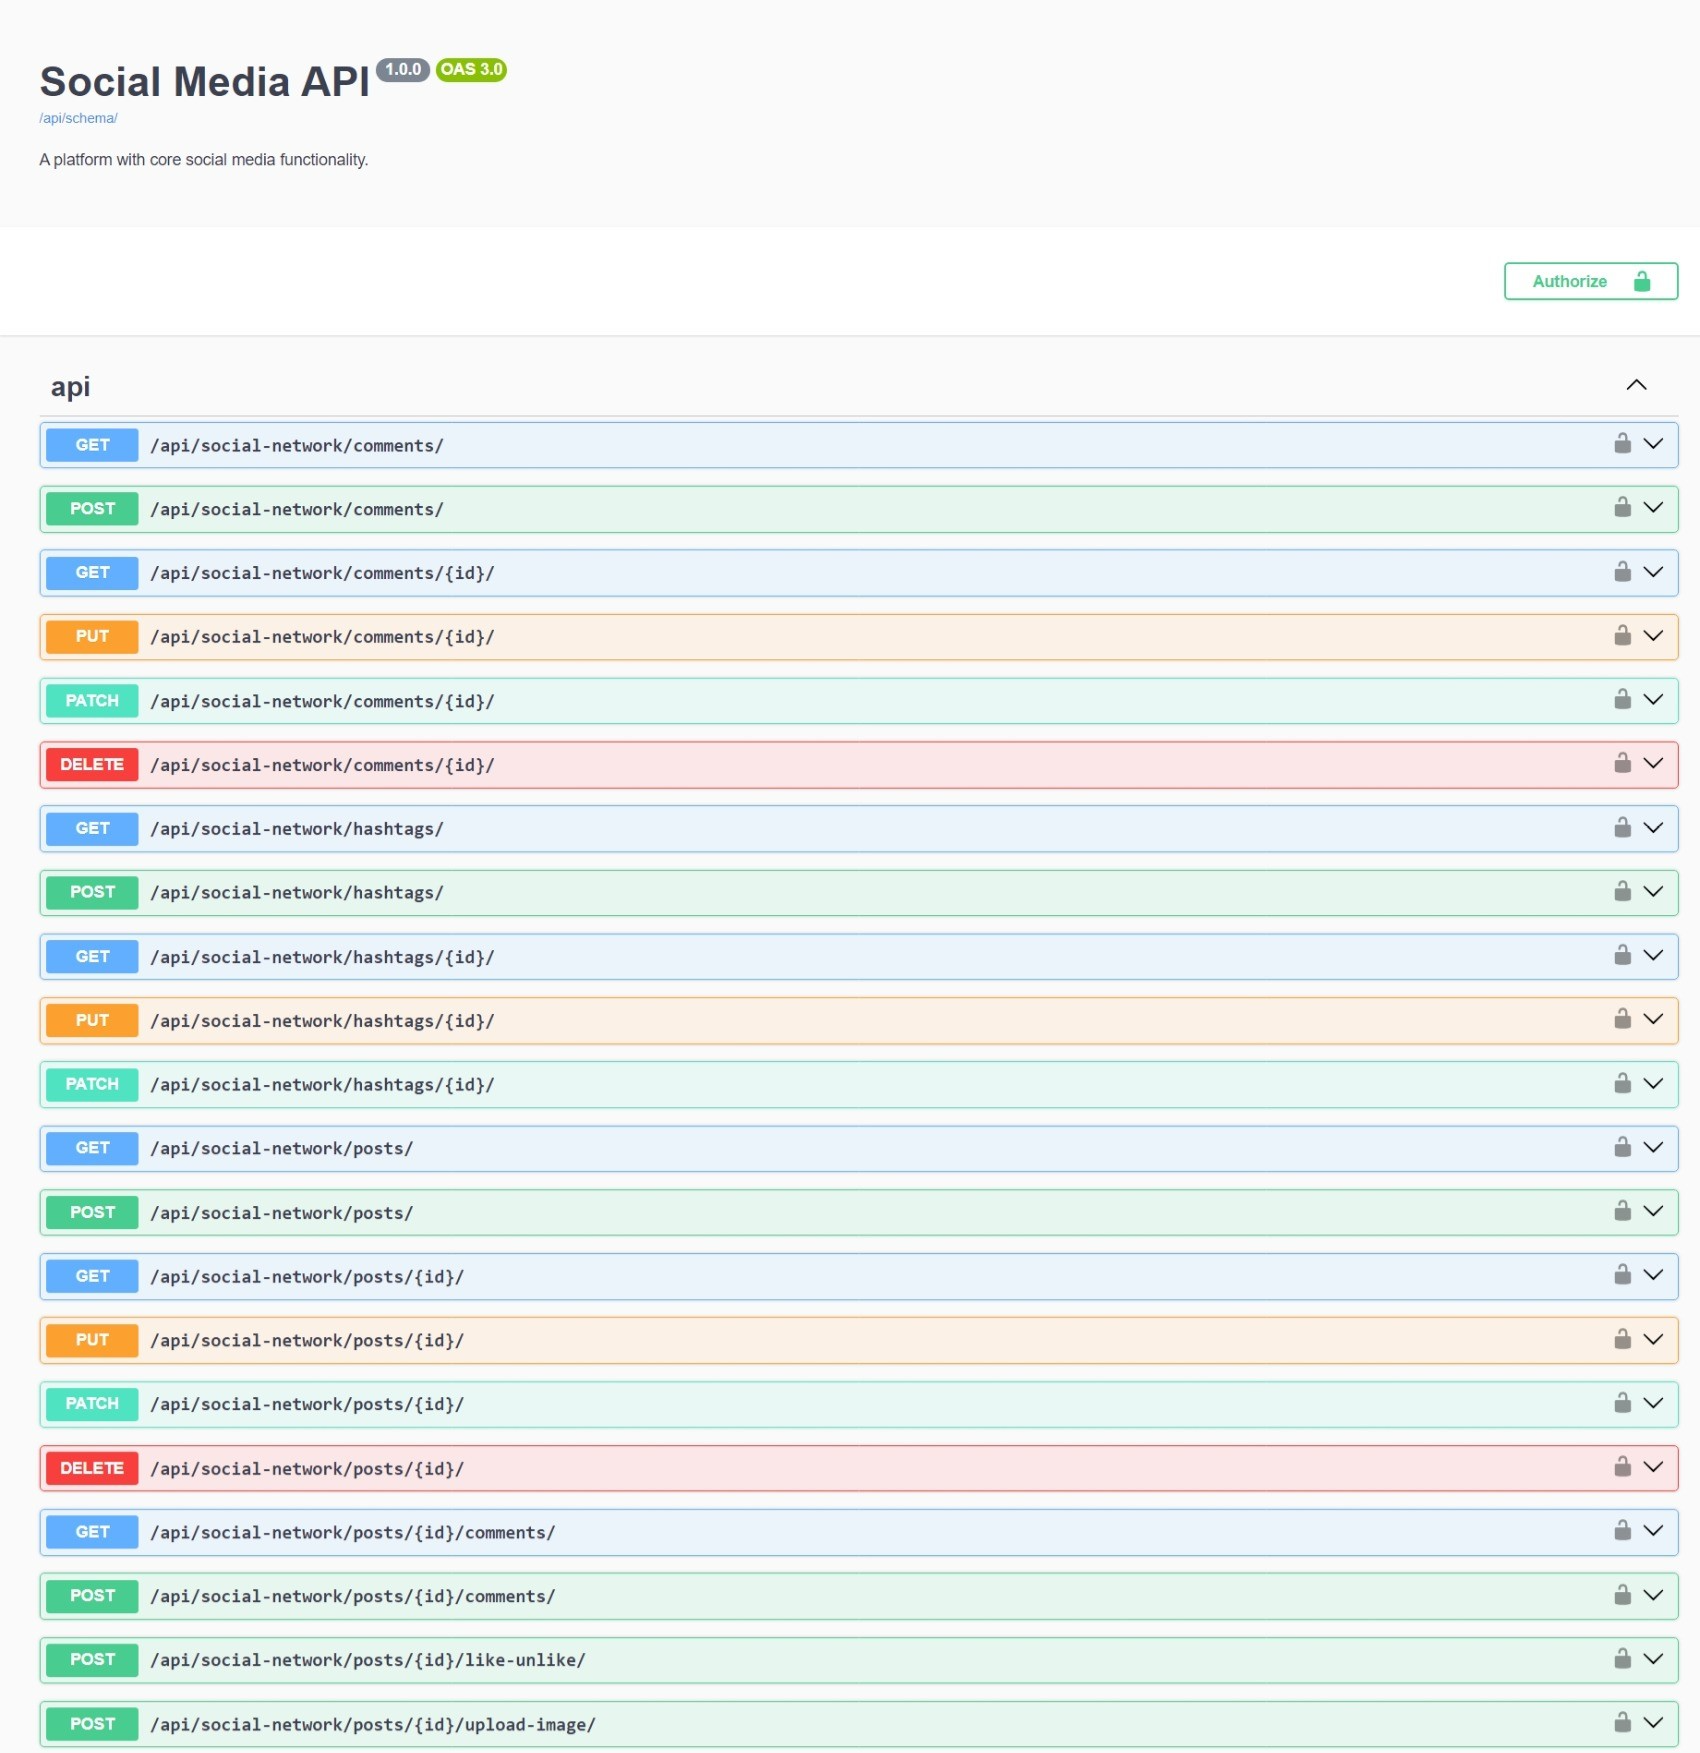 Social Media API 1.0.0 OAS 3.0
/api/schema/
A platform with core social media functionality.
Authorize
api
GET /api/social-network/comments/
POST /api/social-network/comments/
GET /api/social-network/comments/{id}/
PUT /api/social-network/comments/{id}/
PATCH /api/social-network/comments/{id}/
DELETE /api/social-network/comments/{id}/
GET /api/social-network/hashtags/
POST /api/social-network/hashtags/
GET /api/social-network/hashtags/{id}/
PUT /api/social-network/hashtags/{id}/
PATCH /api/social-network/hashtags/{id}/
GET /api/social-network/posts/
POST /api/social-network/posts/
GET /api/social-network/posts/{id}/
PUT /api/social-network/posts/{id}/
PATCH /api/social-network/posts/{id}/
DELETE /api/social-network/posts/{id}/
GET /api/social-network/posts/{id}/comments/
POST /api/social-network/posts/{id}/comments/
POST /api/social-network/posts/{id}/like-unlike/
POST /api/social-network/posts/{id}/upload-image/